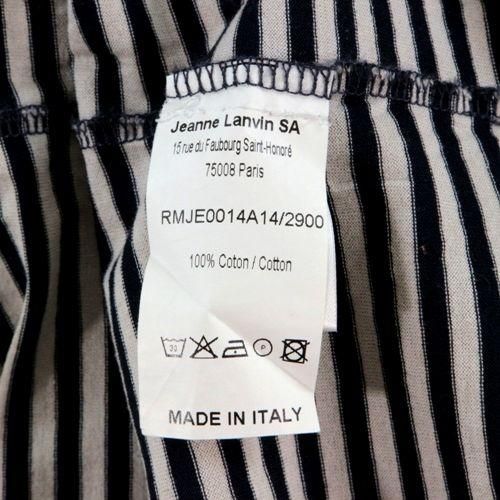 Jeanne Lanvin SA
15 rue du Faubourg Saint-Honoré
75008 Paris
RMJE0014A14/2900
100% Coton / Cotton
30 P
MADE IN ITALY